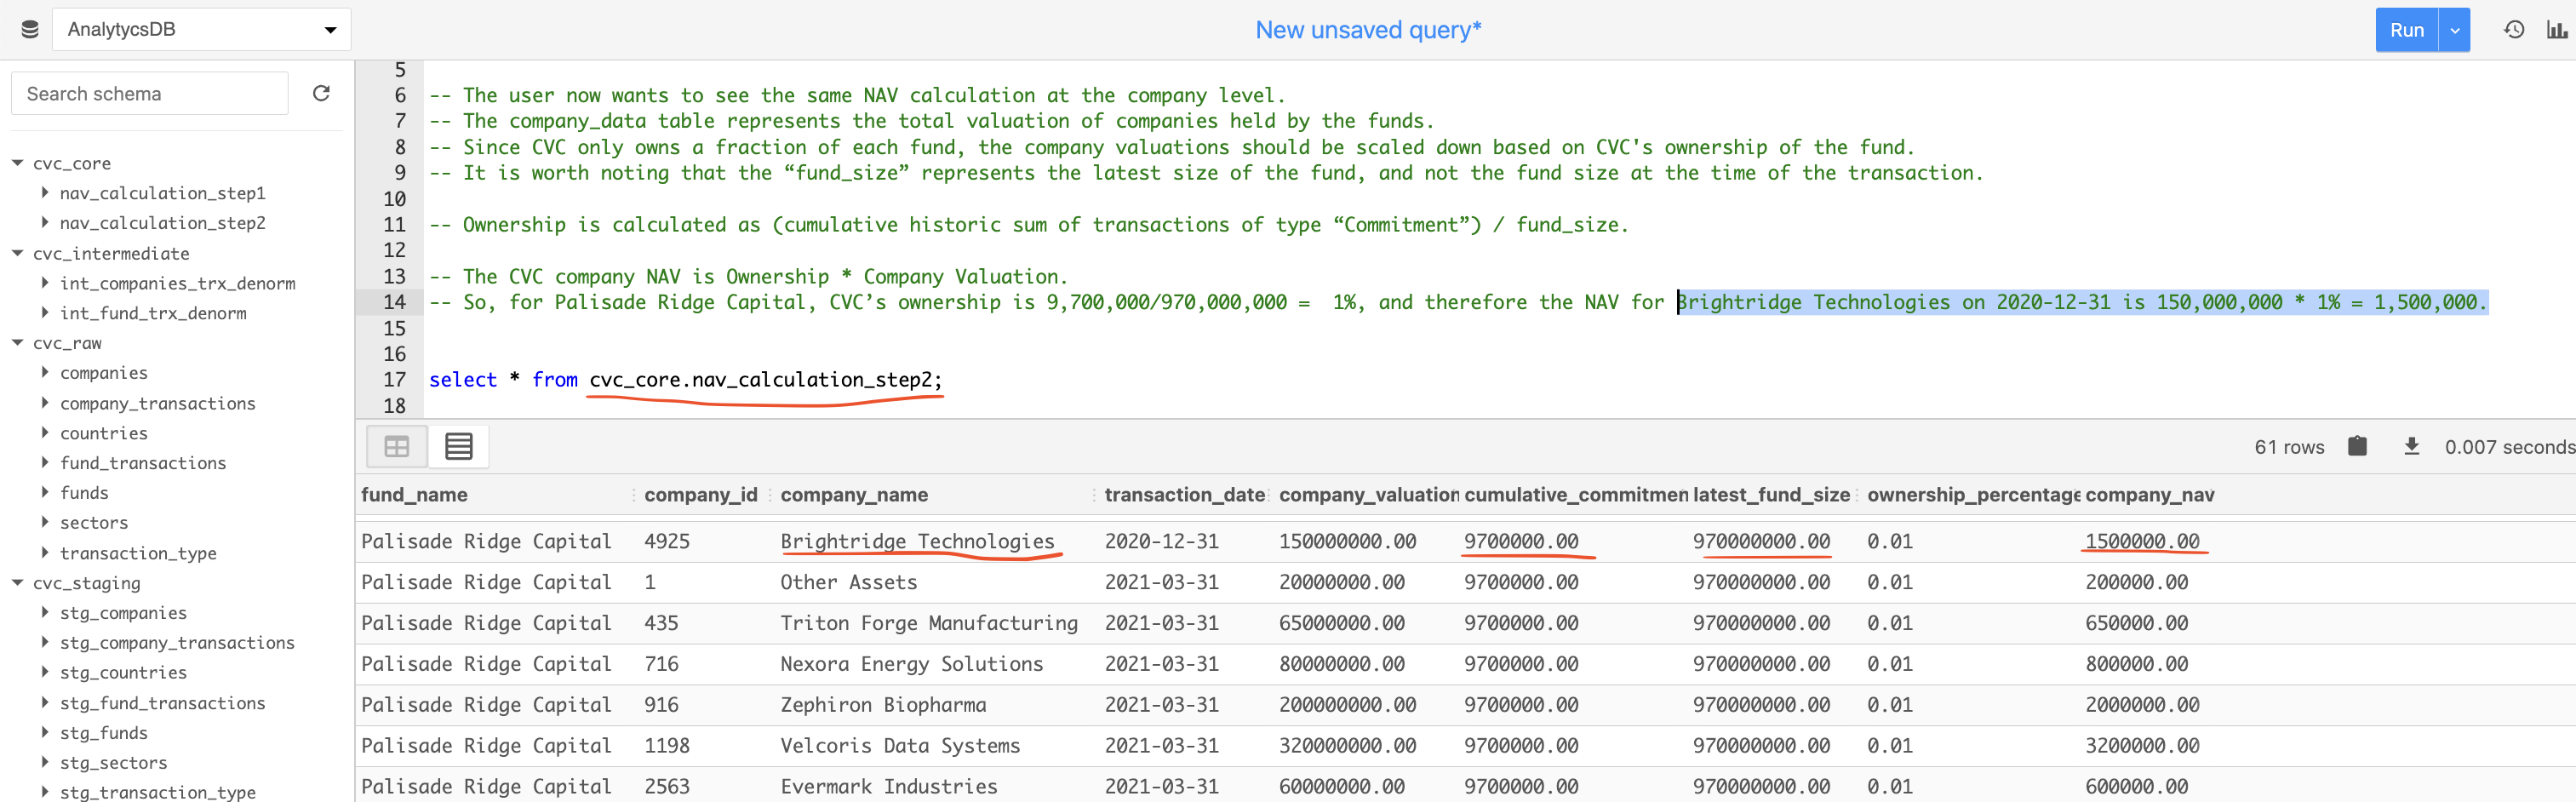 AnalytycsDB
New unsaved query*
Run
Search schema
cvc_core
nav_calculation_step1
nav_calculation_step2
cvc_intermediate
int_companies_trx_denorm
int_fund_trx_denorm
cvc_raw
companies
company_transactions
countries
fund_transactions
funds
sectors
transaction_type
cvc_staging
stg_companies
stg_company_transactions
stg_countries
stg_fund_transactions
stg_funds
stg_sectors
stg_transaction_type
5
6 -- The user now wants to see the same NAV calculation at the company level.
7 -- The company_data table represents the total valuation of companies held by the funds.
8 -- Since CVC only owns a fraction of each fund, the company valuations should be scaled down based on CVC's ownership of the fund.
9 -- It is worth noting that the “fund_size” represents the latest size of the fund, and not the fund size at the time of the transaction.
10
11 -- Ownership is calculated as (cumulative historic sum of transactions of type “Commitment”) / fund_size.
12
13 -- The CVC company NAV is Ownership * Company Valuation.
14 -- So, for Palisade Ridge Capital, CVC’s ownership is 9,700,000/970,000,000 =  1%, and therefore the NAV for Brightridge Technologies on 2020-12-31 is 150,000,000 * 1% = 1,500,000.
15
16
17 select * from cvc_core.nav_calculation_step2;
18
61 rows 0.007 seconds
fund_name company_id company_name transaction_date company_valuation cumulative_commitmen latest_fund_size ownership_percentage company_nav
Palisade Ridge Capital 4925 Brightridge Technologies 2020-12-31 150000000.00 9700000.00 970000000.00 0.01 1500000.00
Palisade Ridge Capital 1 Other Assets 2021-03-31 20000000.00 9700000.00 970000000.00 0.01 200000.00
Palisade Ridge Capital 435 Triton Forge Manufacturing 2021-03-31 65000000.00 9700000.00 970000000.00 0.01 650000.00
Palisade Ridge Capital 716 Nexora Energy Solutions 2021-03-31 80000000.00 9700000.00 970000000.00 0.01 800000.00
Palisade Ridge Capital 916 Zephiron Biopharma 2021-03-31 200000000.00 9700000.00 970000000.00 0.01 2000000.00
Palisade Ridge Capital 1198 Velcoris Data Systems 2021-03-31 320000000.00 9700000.00 970000000.00 0.01 3200000.00
Palisade Ridge Capital 2563 Evermark Industries 2021-03-31 60000000.00 9700000.00 970000000.00 0.01 600000.00